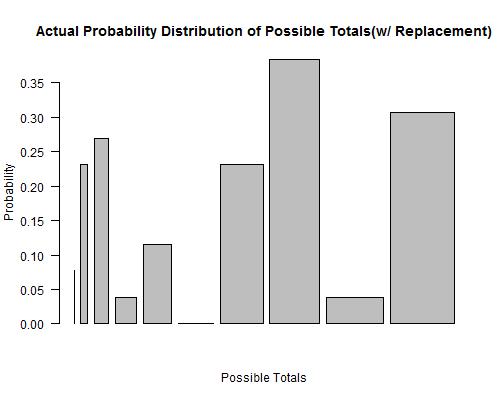 Actual Probability Distribution of Possible Totals(w/ Replacement)
0.35
0.30
0.25
0.20
0.15
0.10
0.05
0.00
Probability
Possible Totals